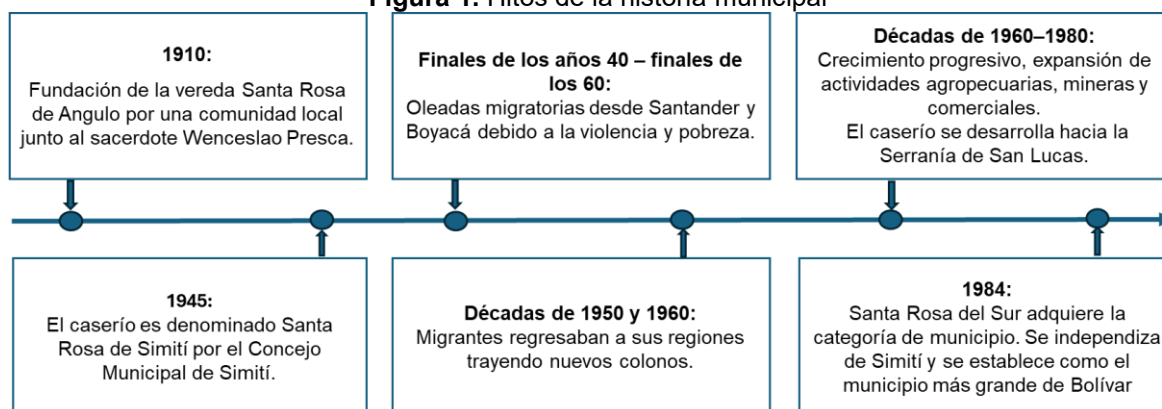 Figura 1. Hitos de la historia municipal
1910:
Fundación de la vereda Santa Rosa
de Angulo por una comunidad local
junto al sacerdote Wenceslao Presca.
Finales de los años 40 – finales de
los 60:
Oleadas migratorias desde Santander y
Boyacá debido a la violencia y pobreza.
Décadas de 1960–1980:
Crecimiento progresivo, expansión de
actividades agropecuarias, mineras y
comerciales.
El caserío se desarrolla hacia la
Serranía de San Lucas.
1945:
El caserío es denominado Santa
Rosa de Simití por el Concejo
Municipal de Simití.
Décadas de 1950 y 1960:
Migrantes regresaban a sus regiones
trayendo nuevos colonos.
1984:
Santa Rosa del Sur adquiere la
categoría de municipio. Se independiza
de Simití y se establece como el
municipio más grande de Bolívar